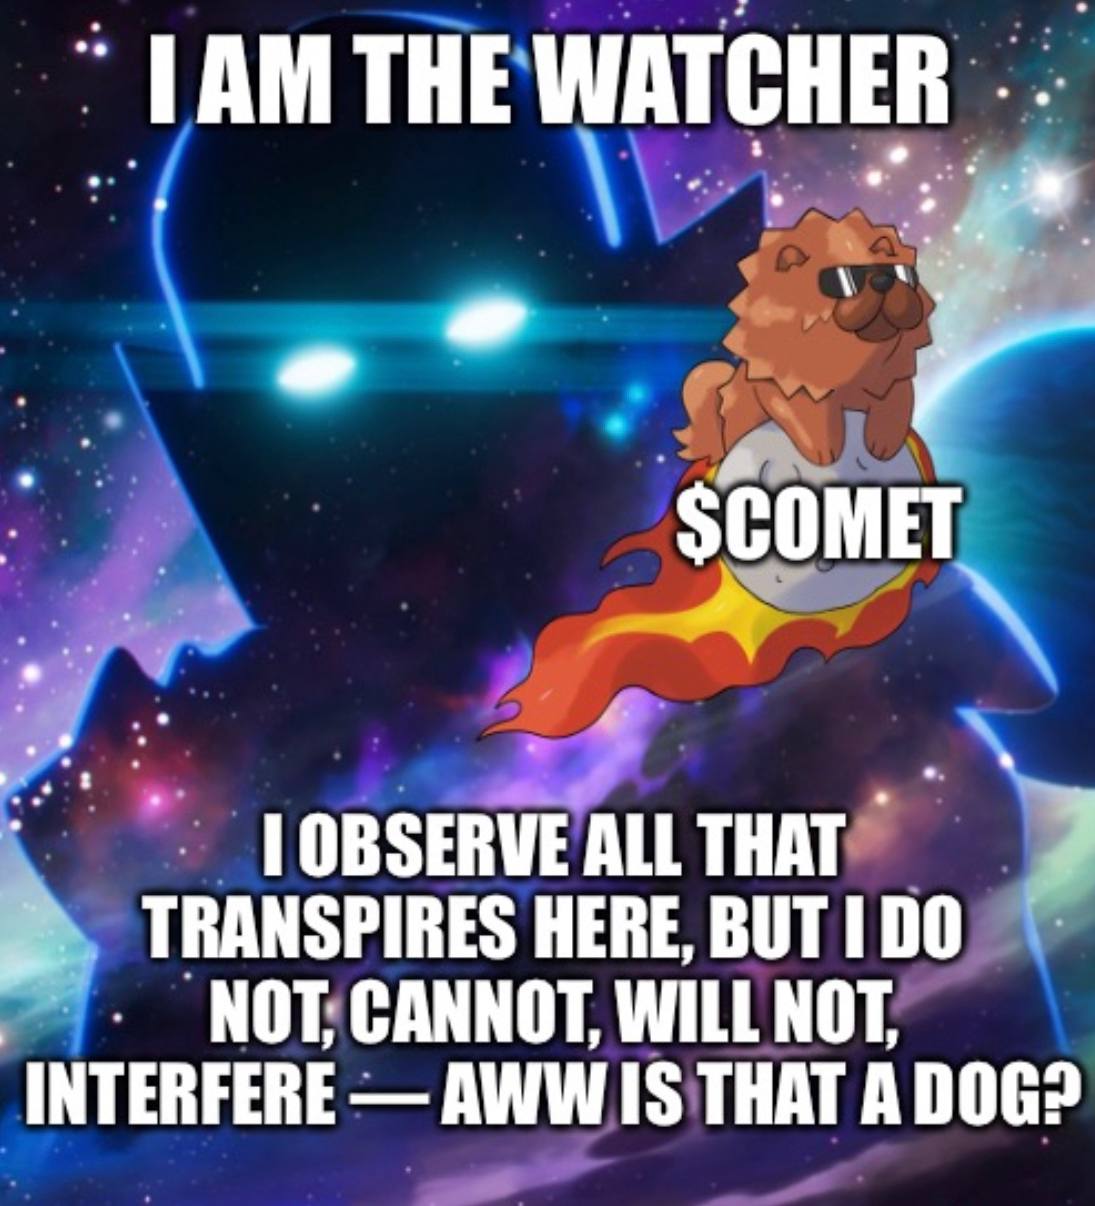 I AM THE WATCHER
$COMET
I OBSERVE ALL THAT
TRANSPIRES HERE, BUT I DO
NOT, CANNOT, WILL NOT,
INTERFERE — AWW IS THAT A DOG?